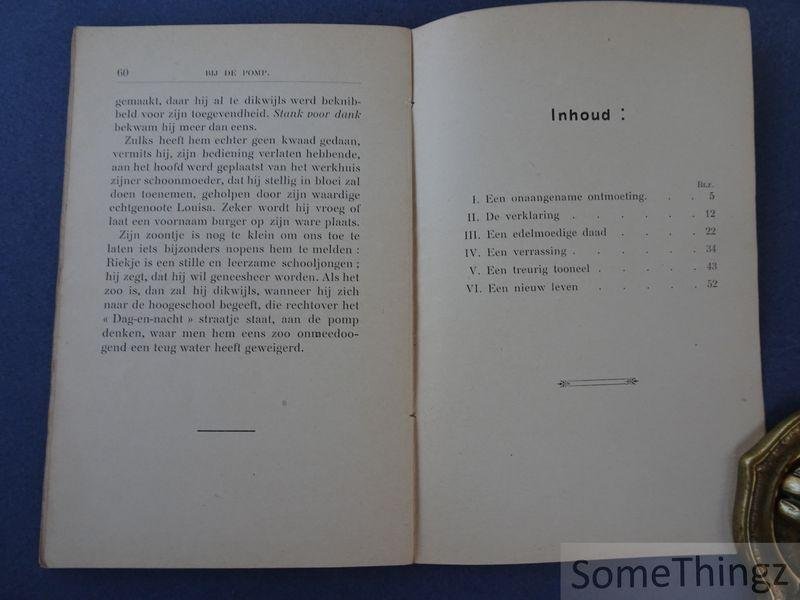 60 BIJ DE POMP.
gemaakt, daar hij al te dikwijls werd beknib-
beld voor zijn toegevendheid. Stank voor dank
bekwam hij meer dan eens.
Zulks heeft hem echter geen kwaad gedaan,
vermits hij, zijn bediening verlaten hebbende,
aan het hoofd werd geplaatst van het werkhuis
zijner schoonmoeder, dat hij stellig in bloei zal
doen toenemen, geholpen door zijn waardige
echtgenoote Louisa. Zeker wordt hij vroeg of
laat een voornaam burger op zijn ware plaats.
Zijn zoontje is nog te klein om ons toe te
laten iets bijzonders nopens hem te melden :
Riekje is een stille en leerzame schooljongen ;
hij zegt, dat hij wil geneesheer worden. Als het
zoo is, dan zal hij dikwijls, wanneer hij zich
naar de hoogeschool begeeft, die rechtover het
« Dag-en-nacht » straatje staat, aan de pomp
denken, waar men hem eens zoo onmeedoo-
gend een teug water heeft geweigerd.
Inhoud :
Blz.
I. Een onaangename ontmoeting. . . 5
II. De verklaring . . . . . . 12
III. Een edelmoedige daad . . . . . 22
IV. Een verrassing . . . . . . 34
V. Een treurig tooneel . . . . . 43
VI. Een nieuw leven . . . . . 52
SomeThingz